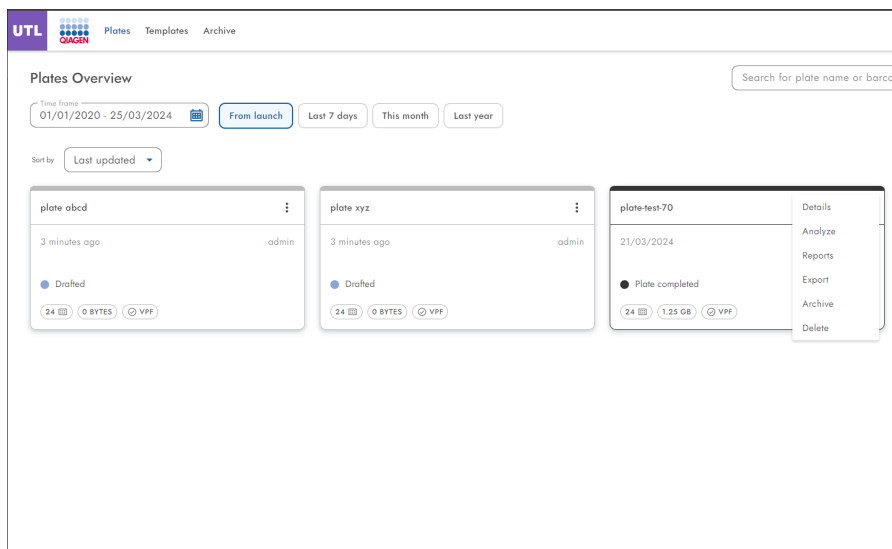 UTL QIAGEN Plates Templates Archive
Plates Overview
Search for plate name or
Time frame
01/01/2020 - 25/03/2024 From launch Last 7 days This month Last year
Sort by Last updated
plate abcd
3 minutes ago admin
Drafted
24 0 BYTES VPF
plate xyz
3 minutes ago admin
Drafted
24 0 BYTES VPF
plate-test-70
21/03/2024
Plate completed
24 1.25 GB VPF
Details
Analyze
Reports
Export
Archive
Delete